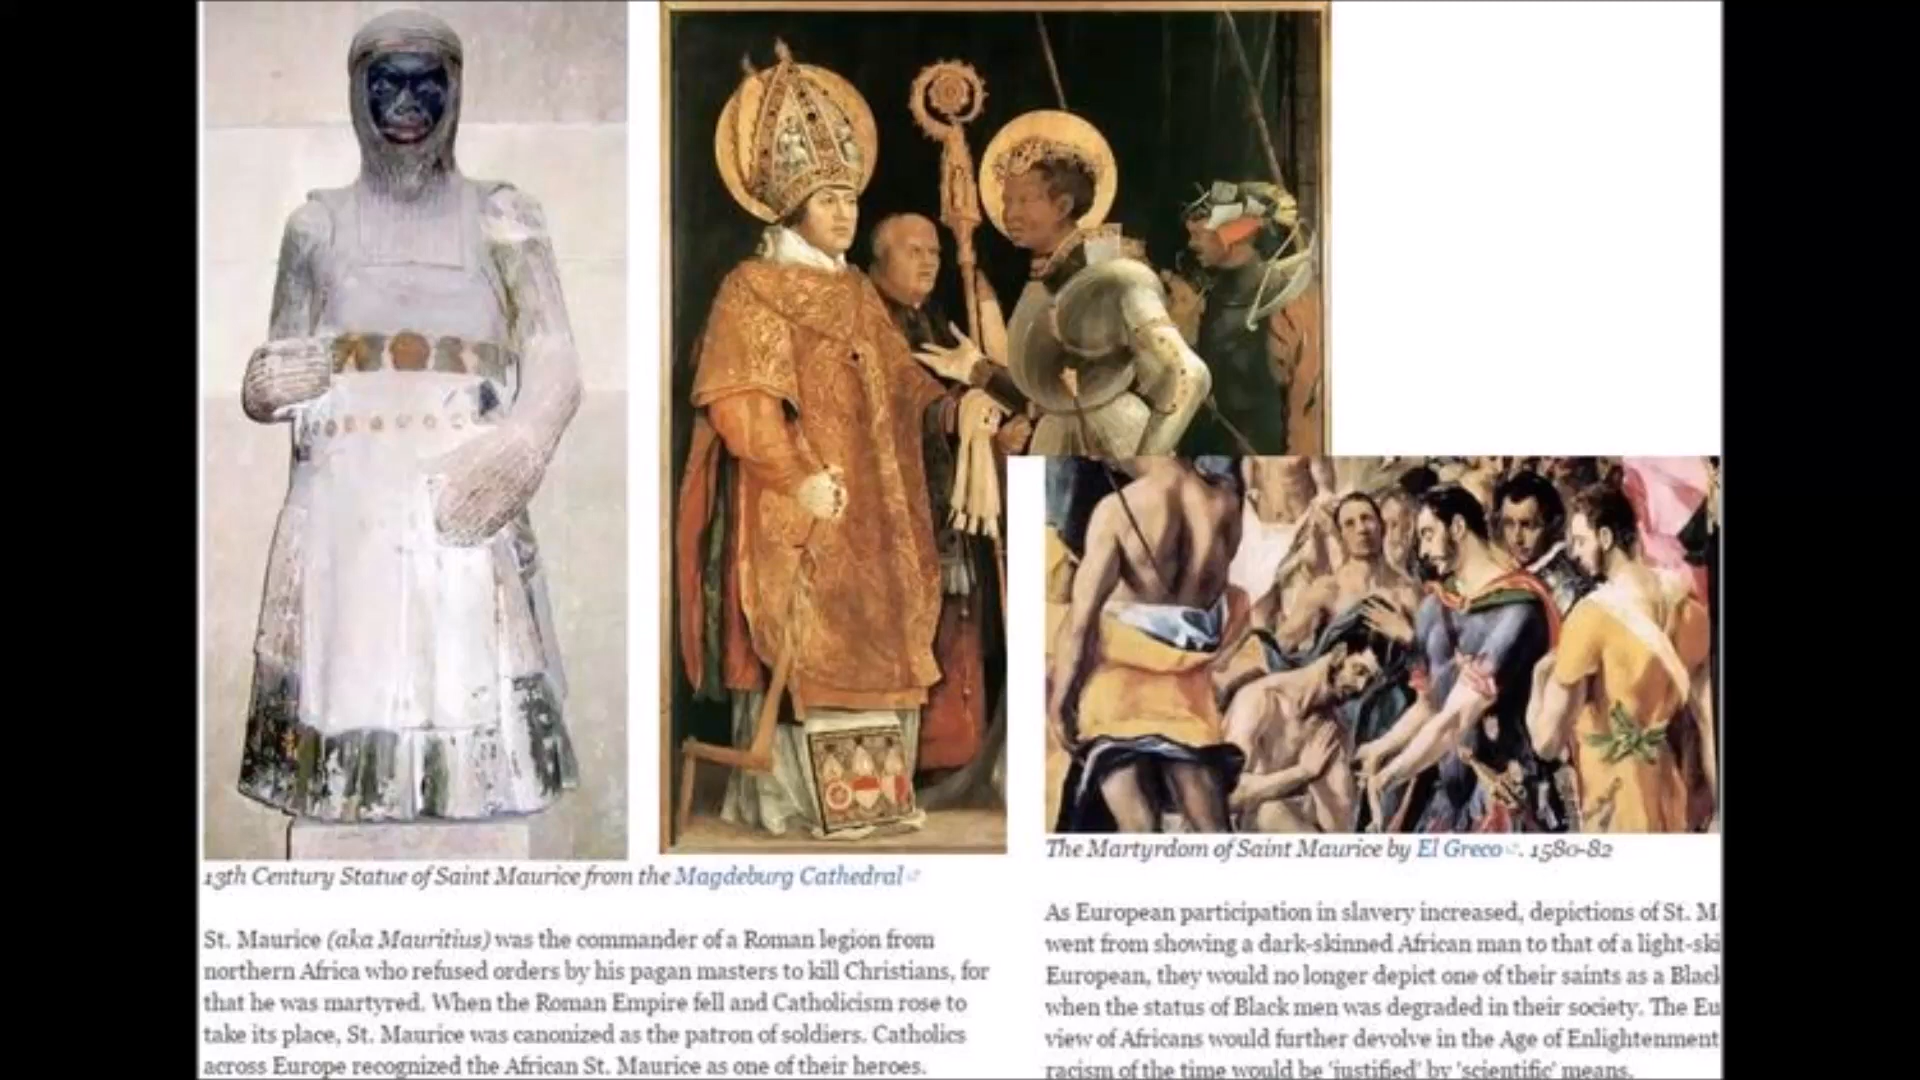 13th Century Statue of Saint Maurice from the Magdeburg Cathedral
St. Maurice (aka Mauritius) was the commander of a Roman legion from
northern Africa who refused orders by his pagan masters to kill Christians, for
that he was martyred. When the Roman Empire fell and Catholicism rose to
take its place, St. Maurice was canonized as the patron of soldiers. Catholics
across Europe recognized the African St. Maurice as one of their heroes.
The Martyrdom of Saint Maurice by El Greco. 1580-82
As European participation in slavery increased, depictions of St. M
went from showing a dark-skinned African man to that of a light-ski
European, they would no longer depict one of their saints as a Black
when the status of Black men was degraded in their society. The Eu
view of Africans would further devolve in the Age of Enlightenment
racism of the time would be 'justified' by 'scientific' means.